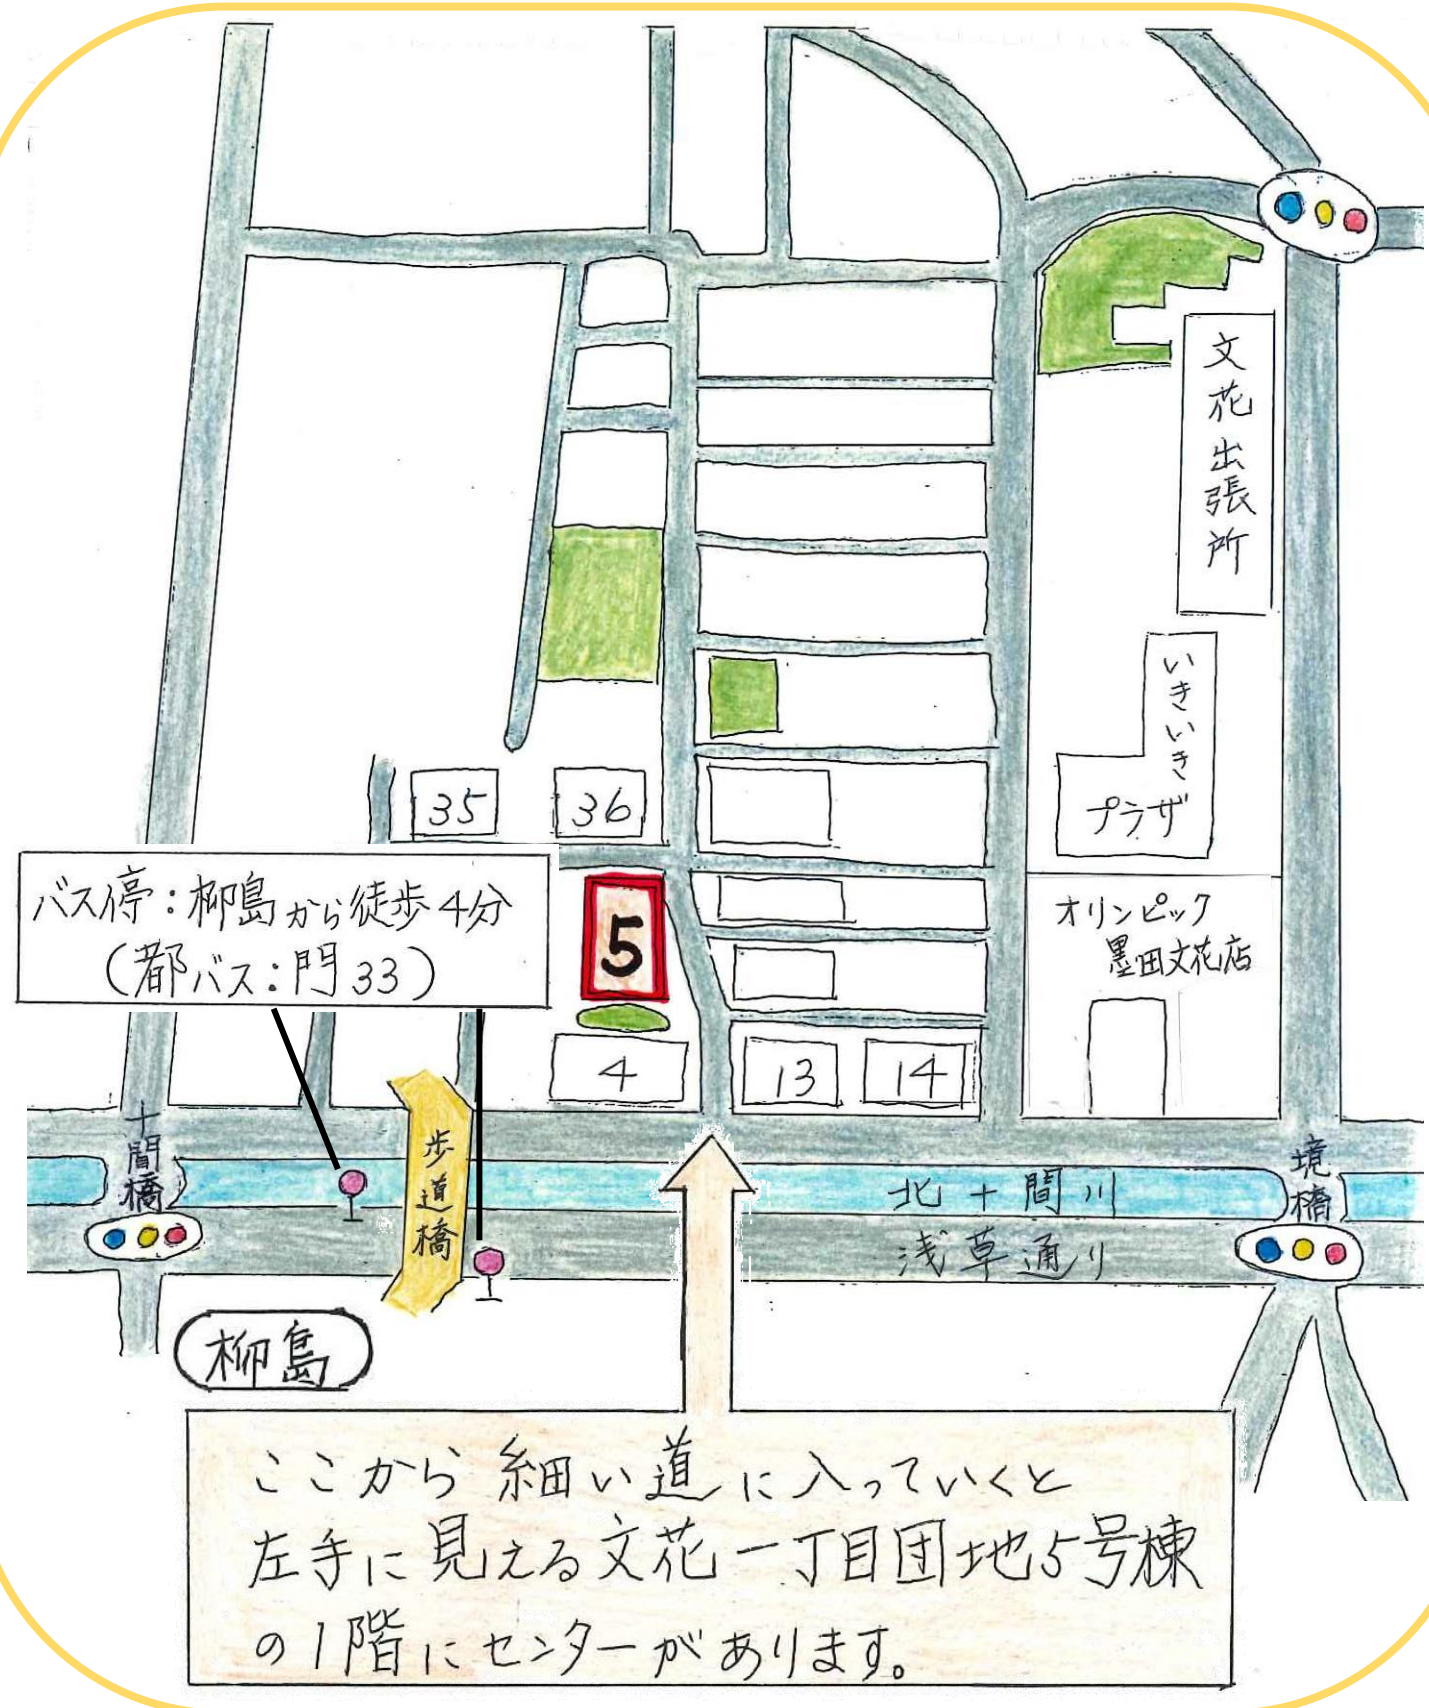 文花出張所
いきいき
プラザ
35
36
バス停：柳島から徒歩4分
（都バス：門33）
5
オリンピック
墨田文花店
4
13
14
十間橋
歩道橋
北十間川
境橋
浅草通り
柳島
ここから細い道に入っていくと
左手に見える文花一丁目団地5号棟
の1階にセンターがあります。